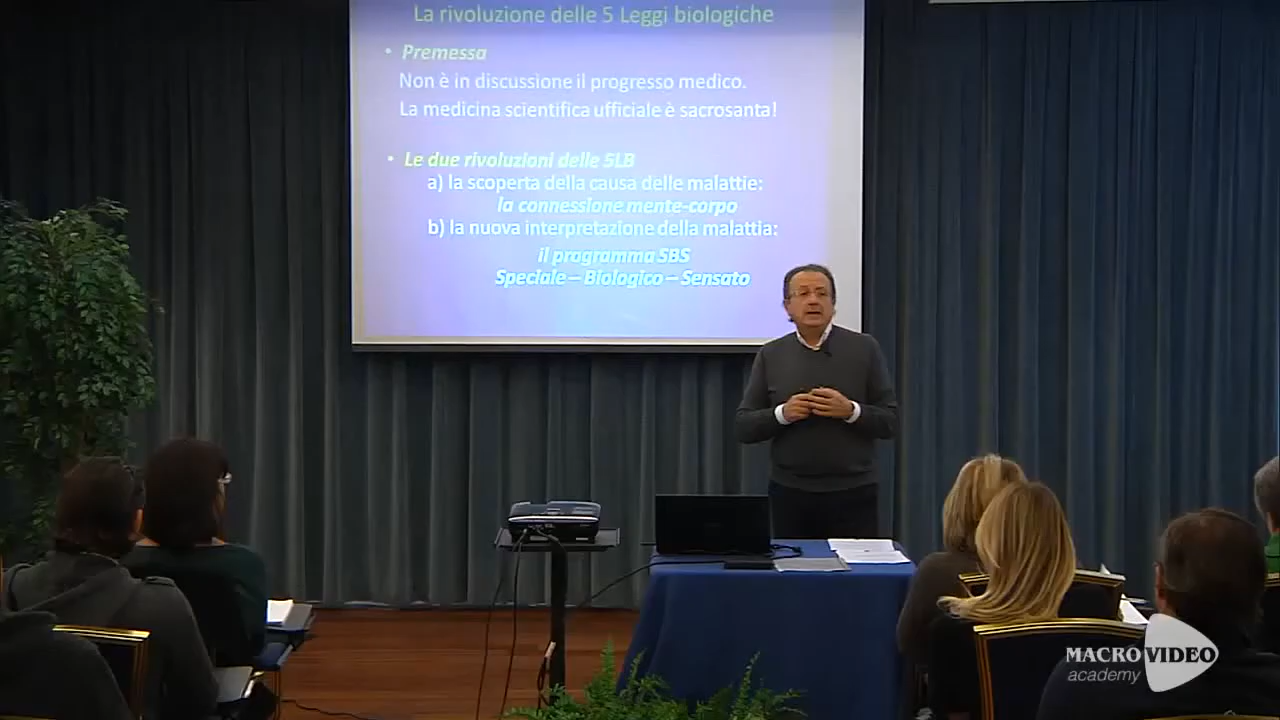 La rivoluzione delle 5 Leggi biologiche
• Premessa
Non è in discussione il progresso medico.
La medicina scientifica ufficiale è sacrosanta!
• Le due rivoluzioni delle 5LB
a) la scoperta della causa delle malattie:
la connessione mente-corpo
b) la nuova interpretazione della malattia:
il programma SBS
Speciale – Biologico – Sensato
MACROVIDEO
academy